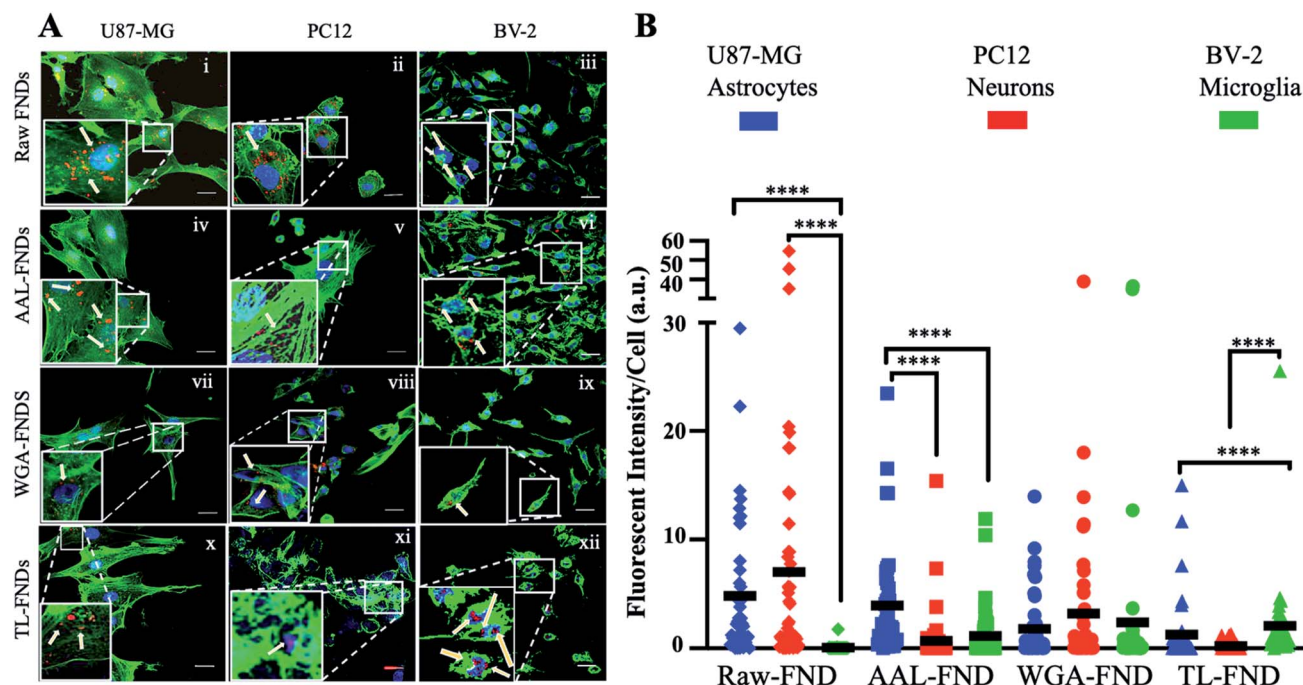 A
U87-MG PC12 BV-2
Raw FNDs
i ii iii
AAL-FNDs
iv v vi
WGA-FNDS
vii viii ix
TL-FNDs
x xi xii
B
U87-MG PC12 BV-2
Astrocytes Neurons Microglia
Fluorescent Intensity/Cell (a.u.)
60
50
40
30
20
10
0
**** 
****
****
****
****
****
Raw-FND AAL-FND WGA-FND TL-FND